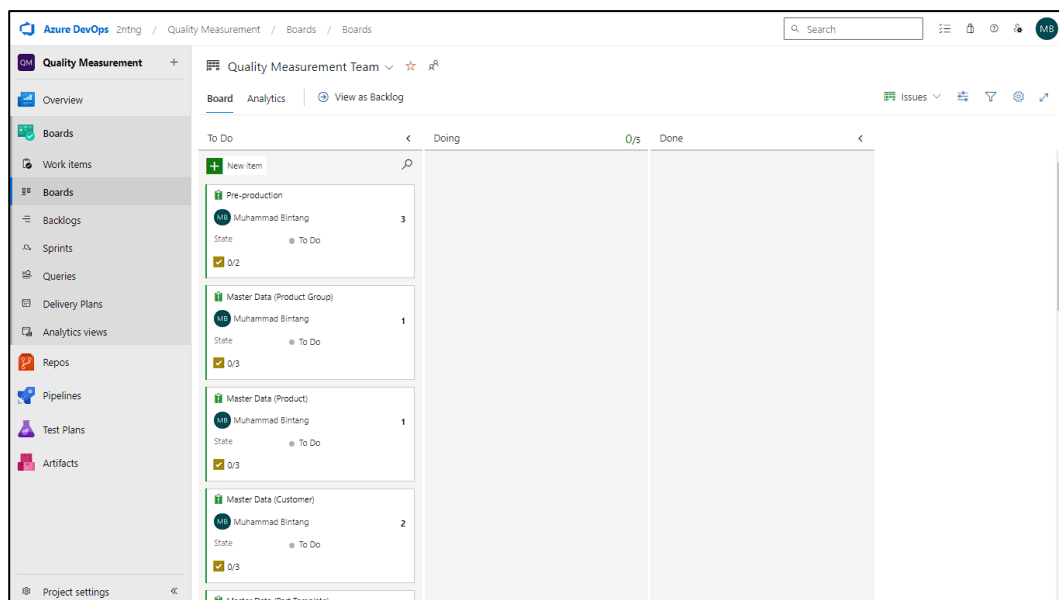 Azure DevOps 2ntng / Quality Measurement / Boards / Boards
Search
MB
QM Quality Measurement +
Overview
Boards
Work items
Boards
Backlogs
Sprints
Queries
Delivery Plans
Analytics views
Repos
Pipelines
Test Plans
Artifacts
Project settings
Quality Measurement Team
Board Analytics View as Backlog
Issues
To Do
Doing 0/5
Done
New item
Pre-production
MB Muhammad Bintang 3
State To Do
0/2
Master Data (Product Group)
MB Muhammad Bintang 1
State To Do
0/3
Master Data (Product)
MB Muhammad Bintang 1
State To Do
0/3
Master Data (Customer)
MB Muhammad Bintang 2
State To Do
0/3
Master Data (Part Template)